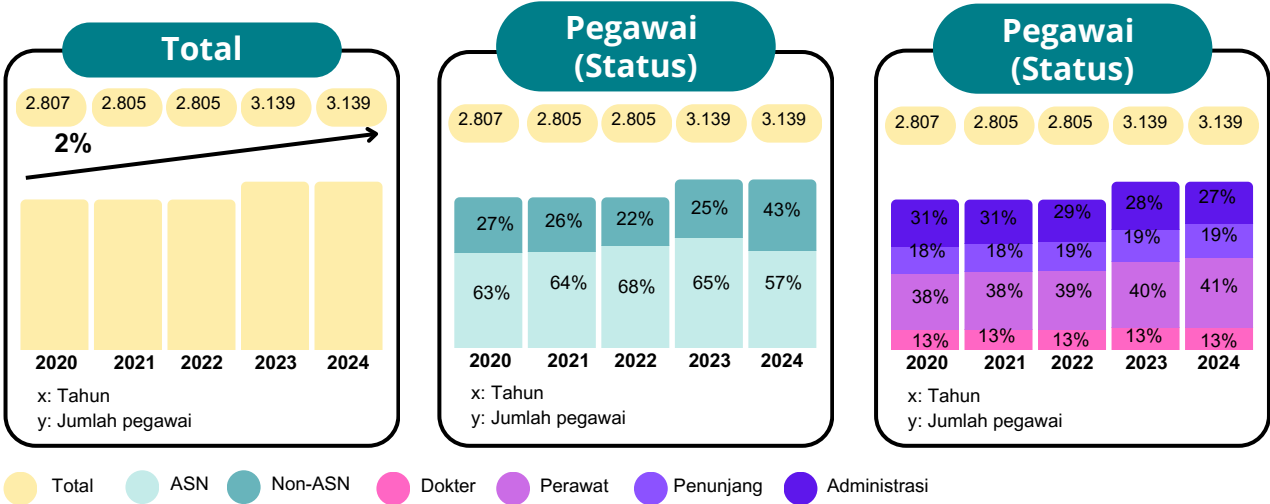 Total
2.807 2.805 2.805 3.139 3.139
2%
2020 2021 2022 2023 2024
x: Tahun
y: Jumlah pegawai
Pegawai
(Status)
2.807 2.805 2.805 3.139 3.139
27% 26% 22% 25% 43%
63% 64% 68% 65% 57%
2020 2021 2022 2023 2024
x: Tahun
y: Jumlah pegawai
Pegawai
(Status)
2.807 2.805 2.805 3.139 3.139
31% 31% 29% 28% 27%
18% 18% 19% 19% 19%
38% 38% 39% 40% 41%
13% 13% 13% 13% 13%
2020 2021 2022 2023 2024
x: Tahun
y: Jumlah pegawai
Total ASN Non-ASN Dokter Perawat Penunjang Administrasi